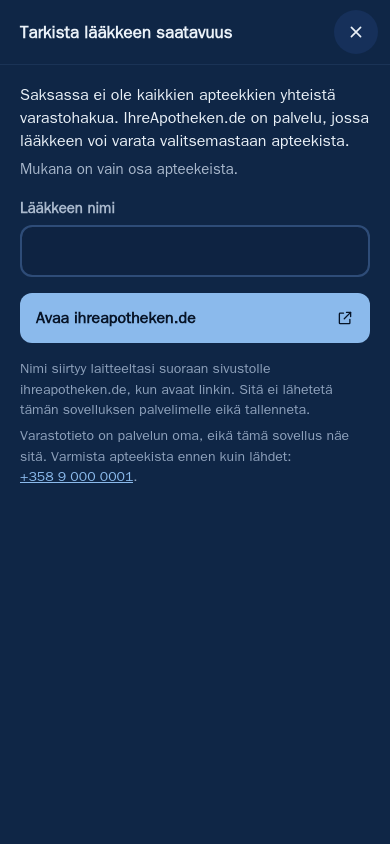 Tarkista lääkkeen saatavuus
Saksassa ei ole kaikkien apteekkien yhteistä
varastohakua. IhreApotheken.de on palvelu, jossa
lääkkeen voi varata valitsemastaan apteekista.
Mukana on vain osa apteekeista.
Lääkkeen nimi
Avaa ihreapotheken.de
Nimi siirtyy laitteeltasi suoraan sivustolle
ihreapotheken.de, kun avaat linkin. Sitä ei lähetetä
tämän sovelluksen palvelimelle eikä tallenneta.
Varastotieto on palvelun oma, eikä tämä sovellus näe
sitä. Varmista apteekista ennen kuin lähdet:
+358 9 000 0001.